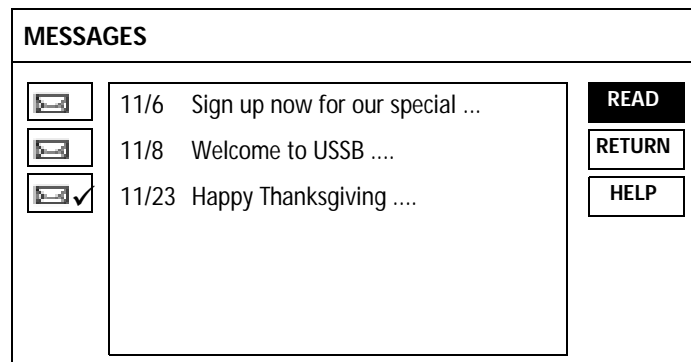 MESSAGES
11/6 Sign up now for our special ...
READ
11/8 Welcome to USSB ....
RETURN
11/23 Happy Thanksgiving ....
HELP